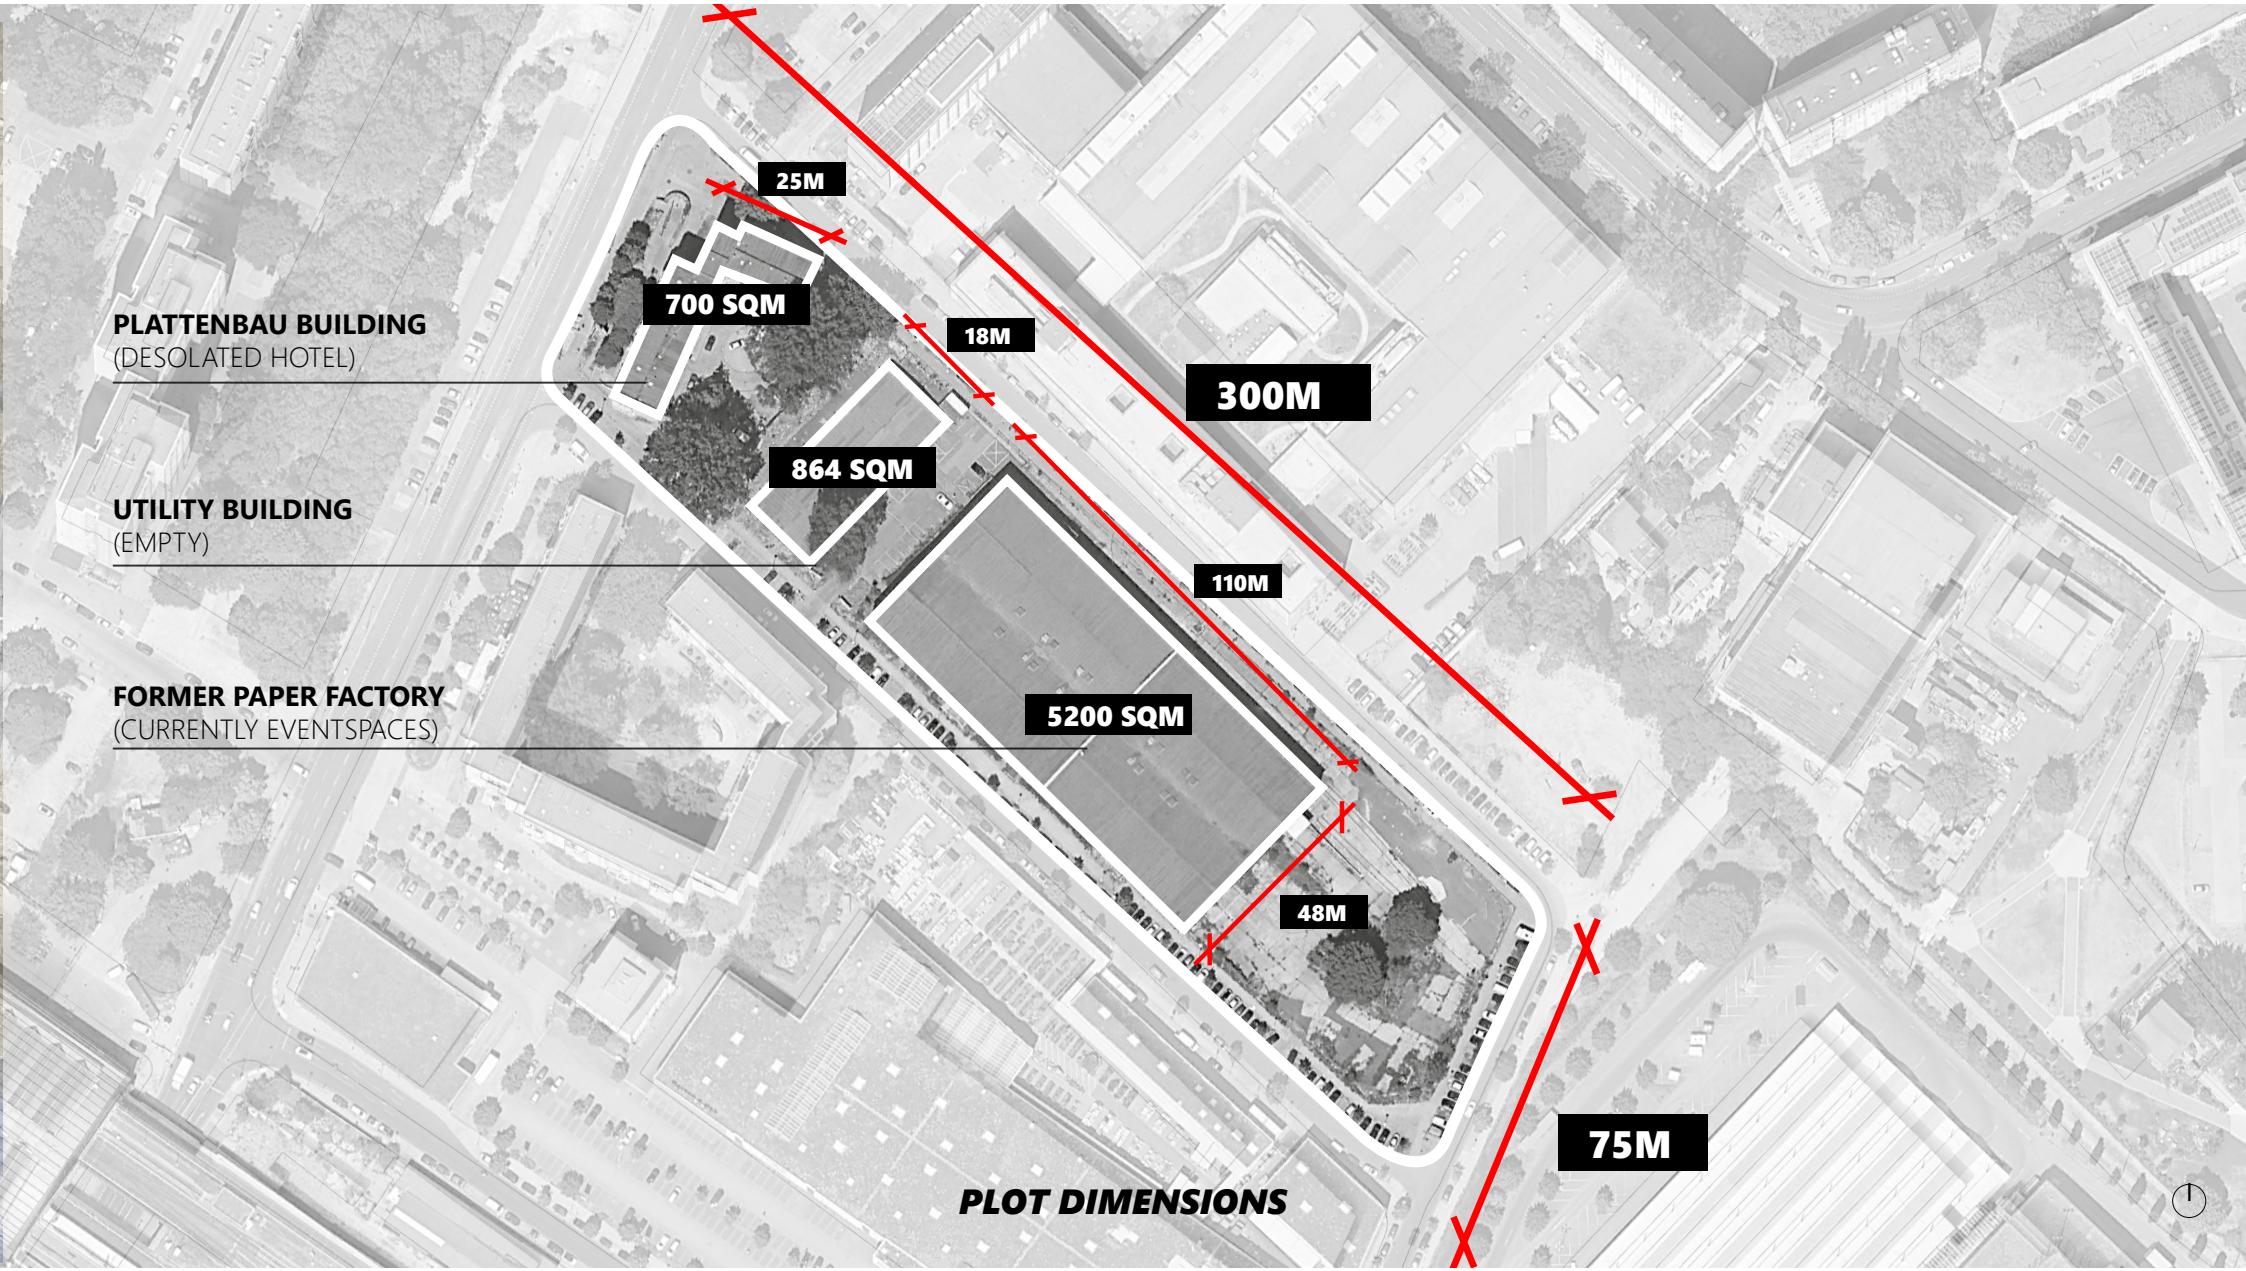 25M
700 SQM
PLATTENBAU BUILDING
(DESOLATED HOTEL)
18M
300M
864 SQM
UTILITY BUILDING
(EMPTY)
110M
FORMER PAPER FACTORY
(CURRENTLY EVENTSPACES)
5200 SQM
48M
75M
PLOT DIMENSIONS